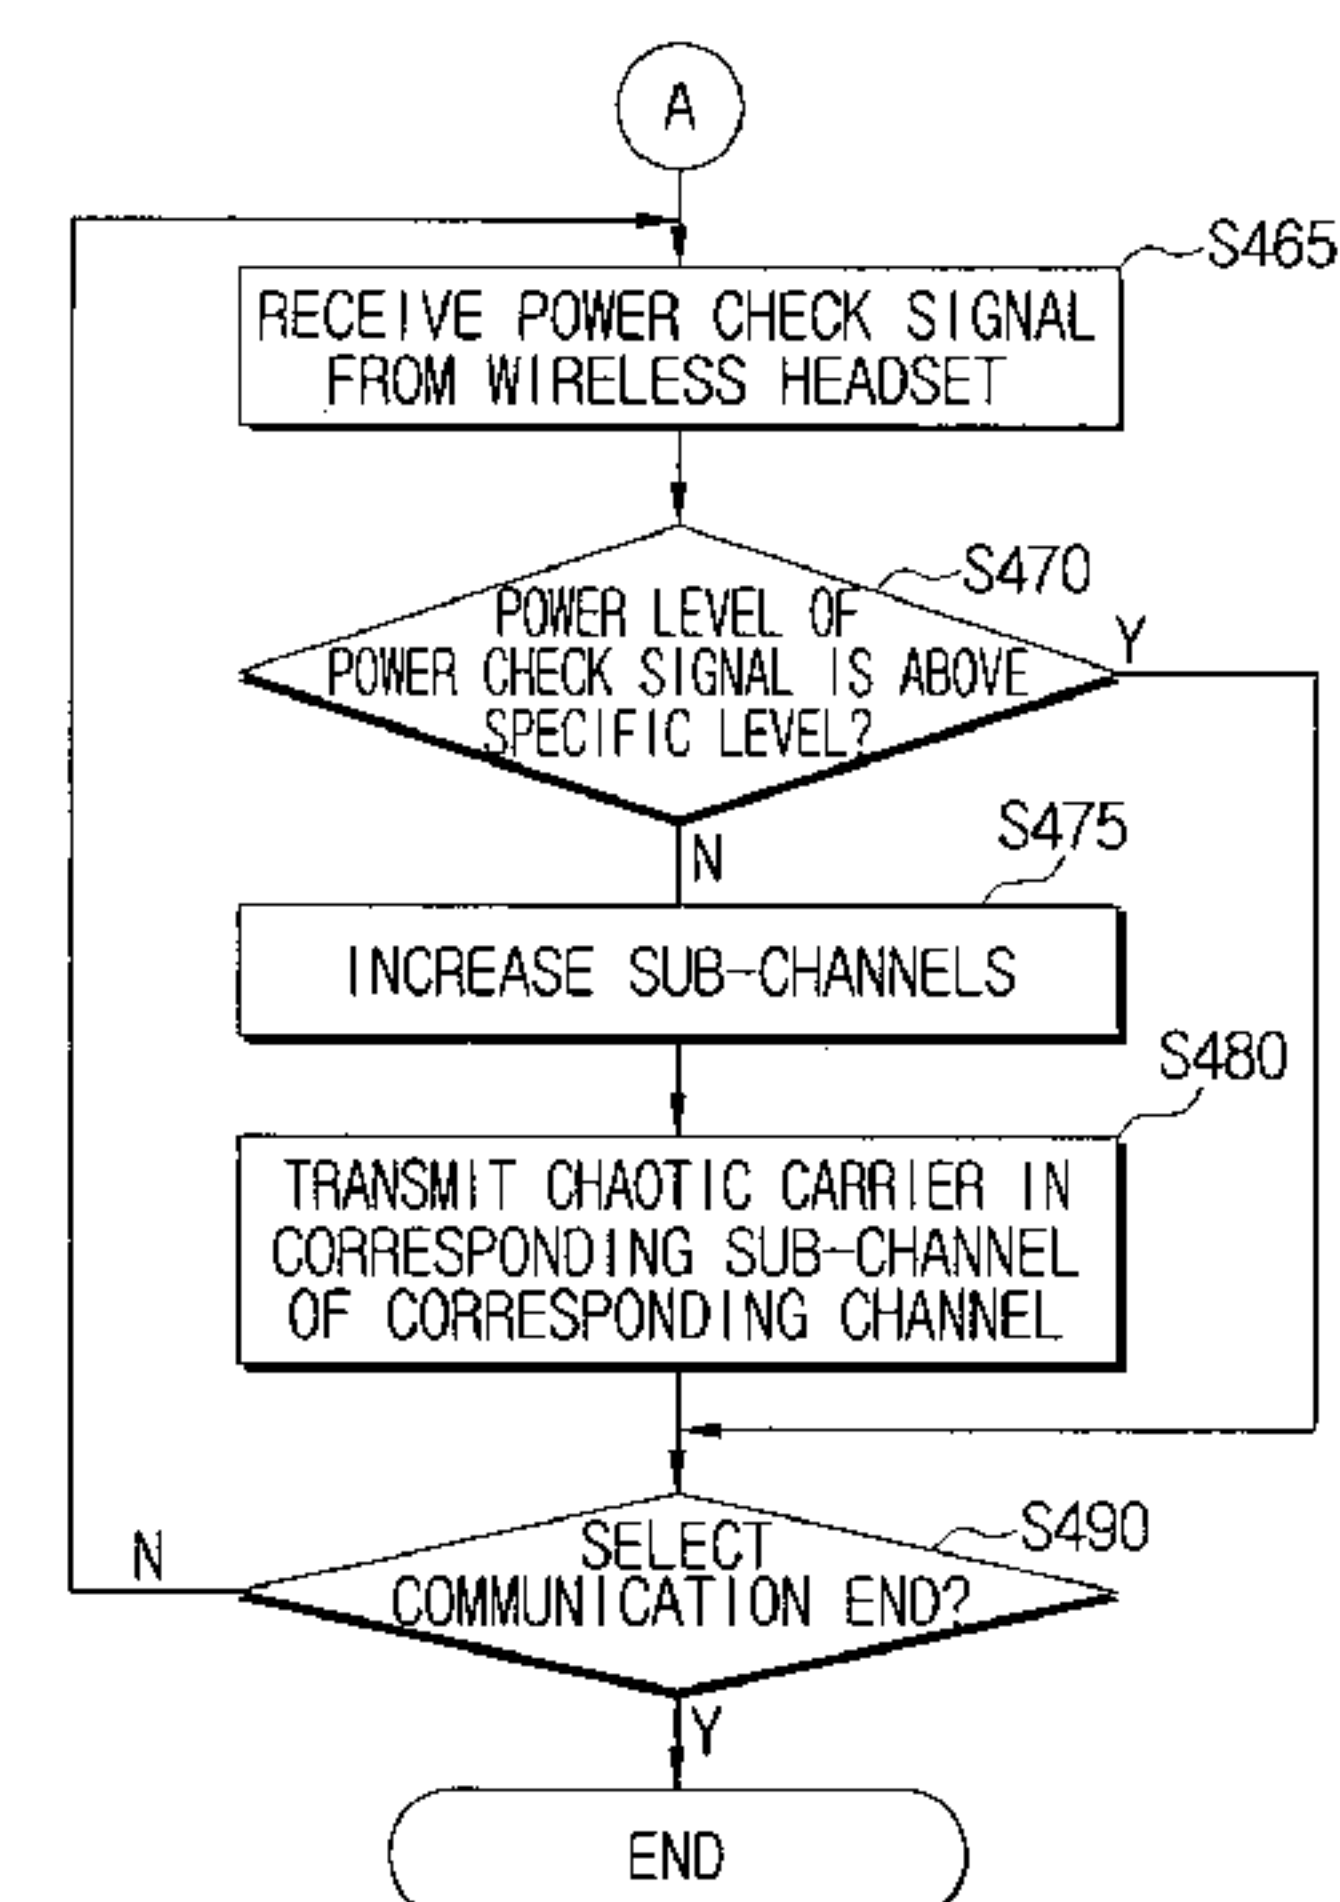 A
S465
RECEIVE POWER CHECK SIGNAL
FROM WIRELESS HEADSET
S470
POWER LEVEL OF
POWER CHECK SIGNAL IS ABOVE
SPECIFIC LEVEL?
Y
N
S475
INCREASE SUB-CHANNELS
S480
TRANSMIT CHAOTIC CARRIER IN
CORRESPONDING SUB-CHANNEL
OF CORRESPONDING CHANNEL
S490
SELECT
COMMUNICATION END?
N
Y
END